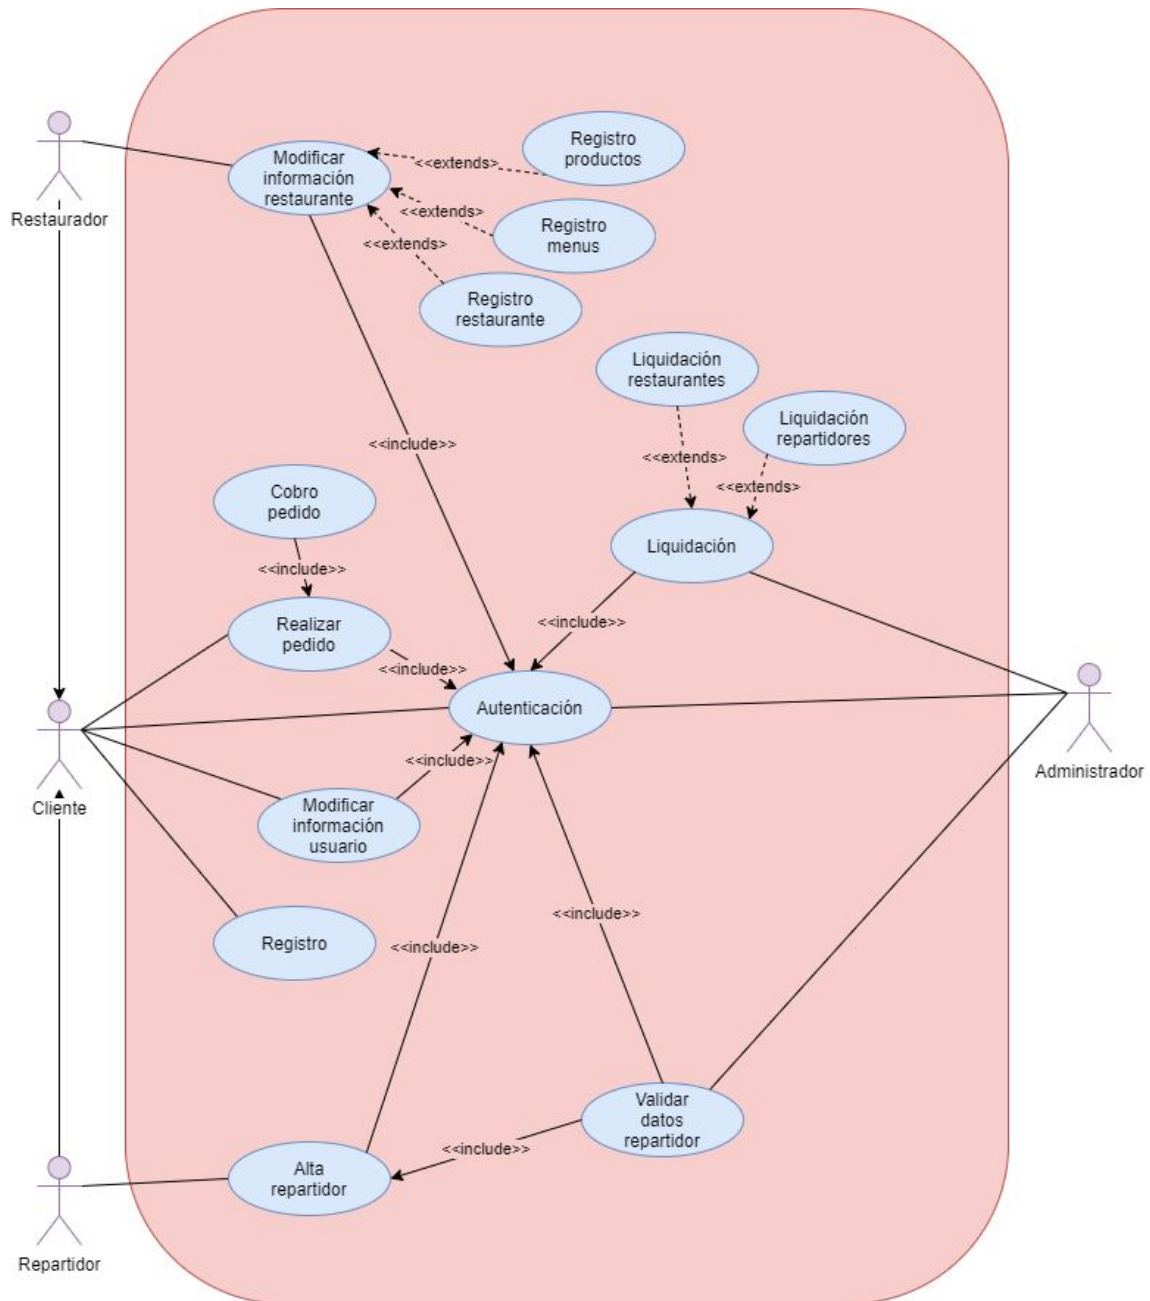 Registro
productos
Modificar
información
restaurante
<<extends>>
Restaurador
<<extends>>
Registro
menus
<<extends>>
Registro
restaurante
Liquidación
restaurantes
Liquidación
repartidores
<<include>>
<<extends>>
<<extends>>
Cobro
pedido
Liquidación
<<include>>
Realizar
pedido
<<include>>
<<include>>
Autenticación
Administrador
<<include>>
Cliente
Modificar
información
usuario
<<include>>
Registro
<<include>>
Validar
datos
repartidor
<<include>>
Alta
repartidor
Repartidor